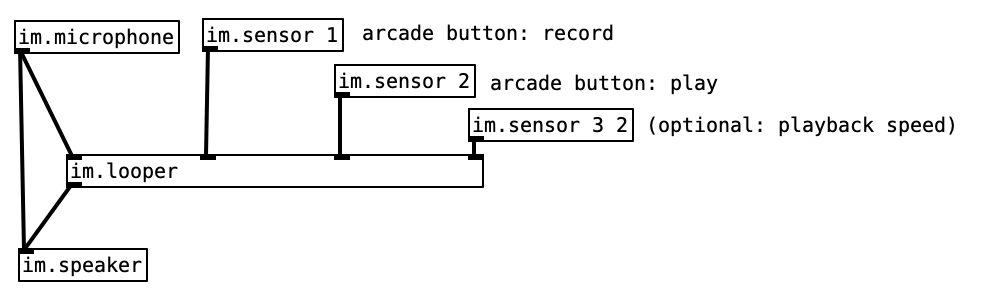 im.microphone
im.sensor 1 arcade button: record
im.sensor 2 arcade button: play
im.sensor 3 2 (optional: playback speed)
im.looper
im.speaker